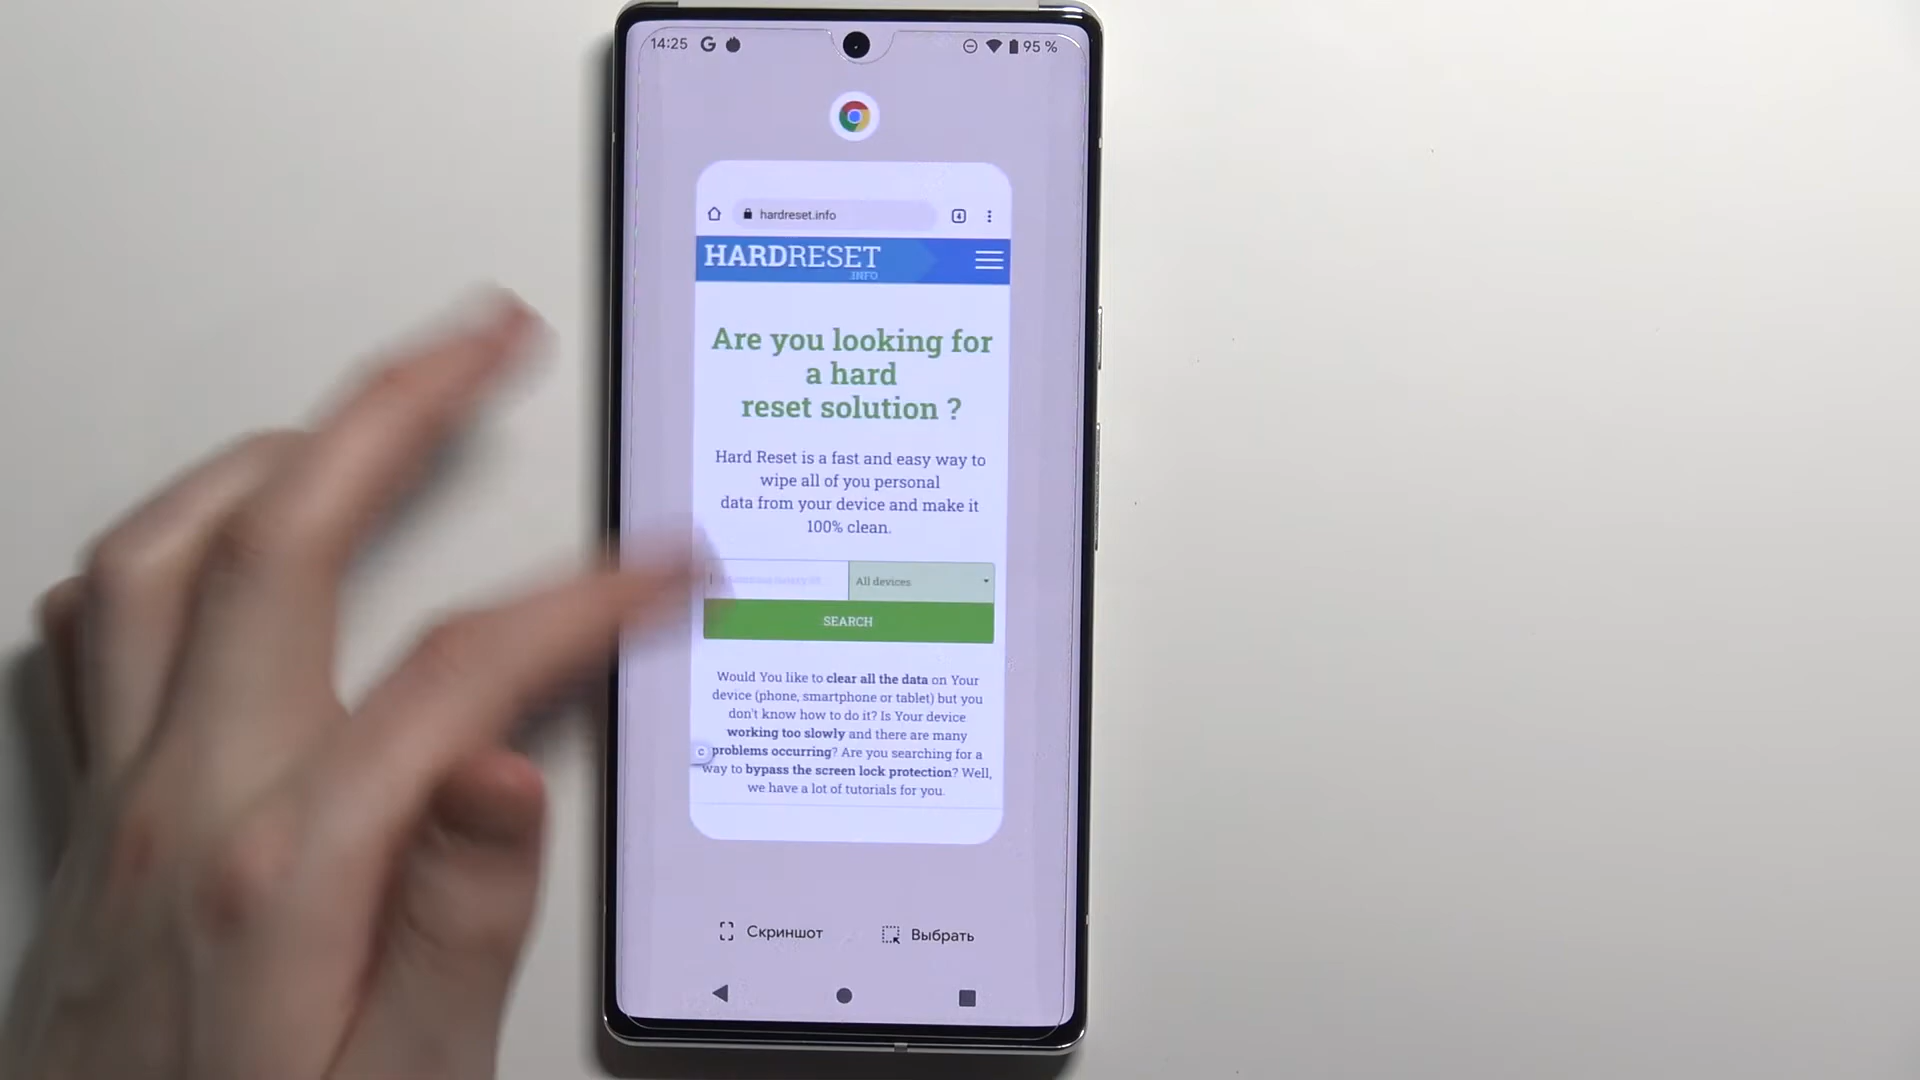 14:25 G 95 %
hardreset.info 4
HARDRESET
.INFO
Are you looking for
a hard
reset solution ?
Hard Reset is a fast and easy way to
wipe all of you personal
data from your device and make it
100% clean.
All devices
SEARCH
Would You like to clear all the data on Your
device (phone, smartphone or tablet) but you
don't know how to do it? Is Your device
working too slowly and there are many
problems occurring? Are you searching for a
way to bypass the screen lock protection? Well,
we have a lot of tutorials for you.
C
Скриншот Выбрать